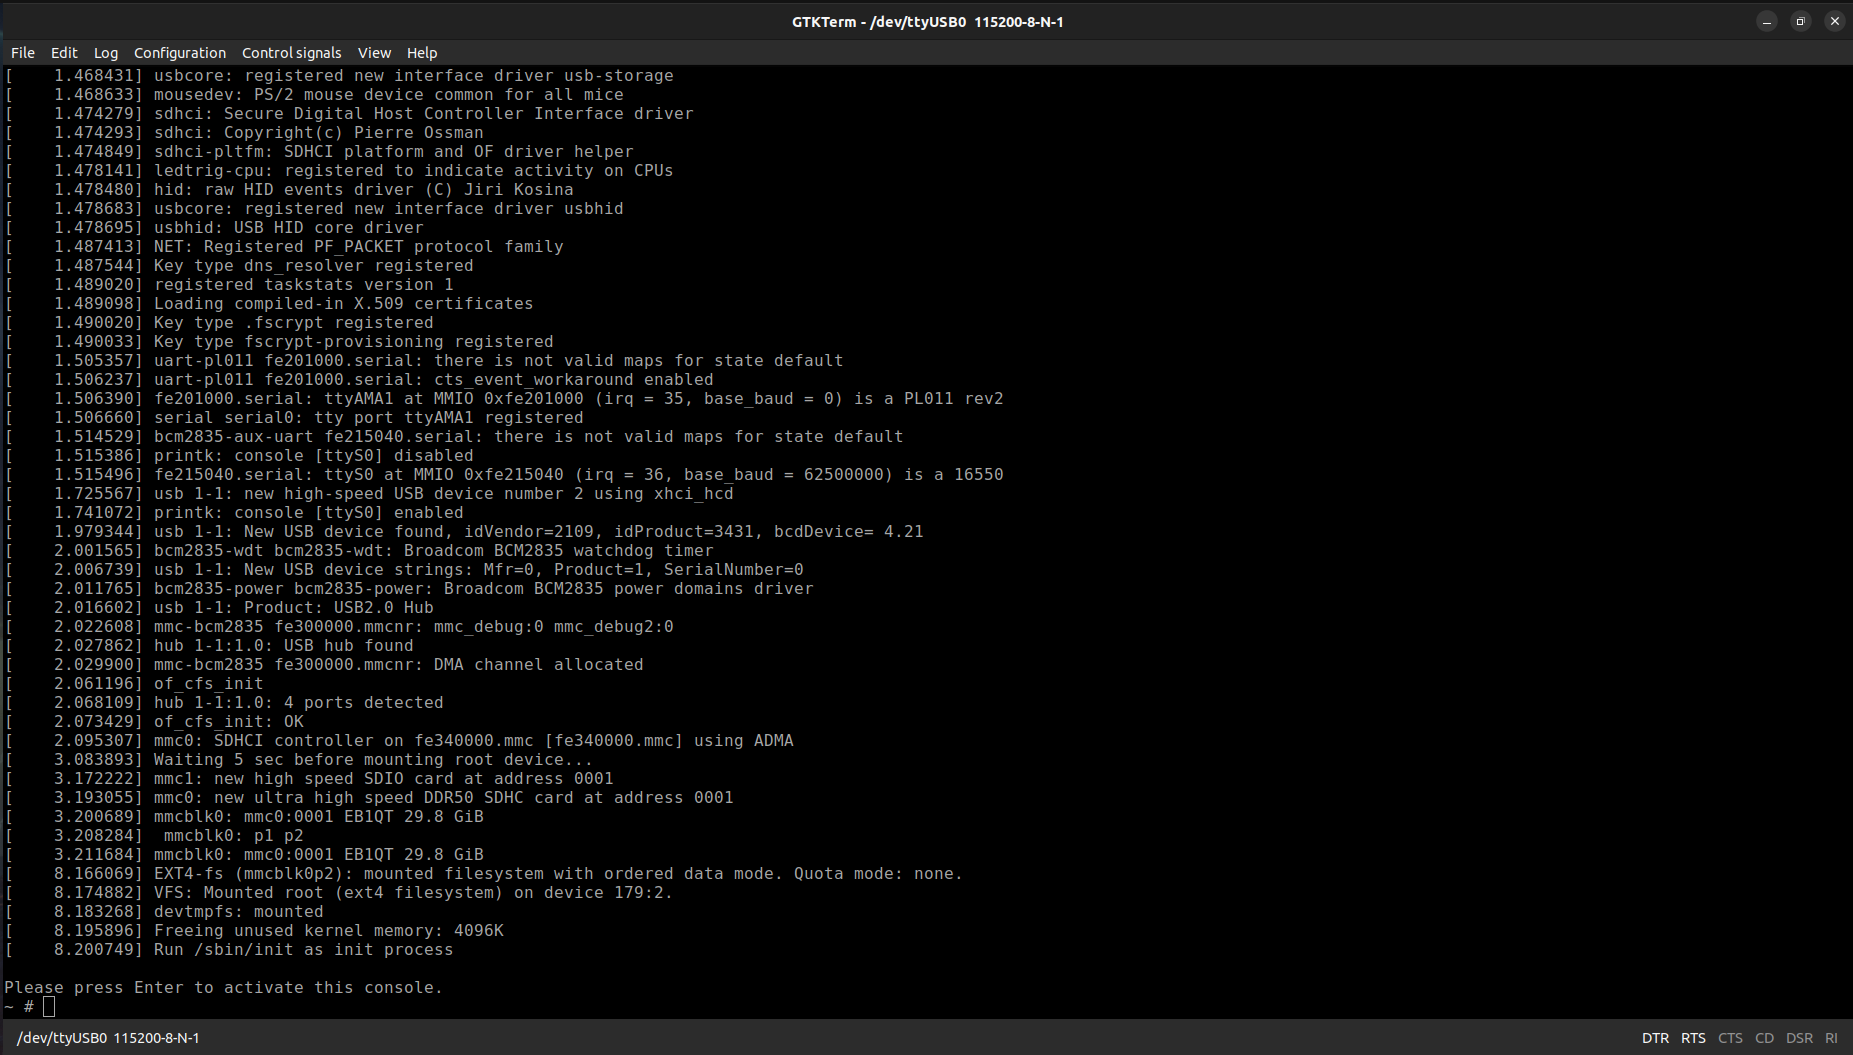 GTKTerm - /dev/ttyUSB0 115200-8-N-1
File Edit Log Configuration Control signals View Help
[    1.468431] usbcore: registered new interface driver usb-storage
[    1.468633] mousedev: PS/2 mouse device common for all mice
[    1.474279] sdhci: Secure Digital Host Controller Interface driver
[    1.474293] sdhci: Copyright(c) Pierre Ossman
[    1.474849] sdhci-pltfm: SDHCI platform and OF driver helper
[    1.478141] ledtrig-cpu: registered to indicate activity on CPUs
[    1.478480] hid: raw HID events driver (C) Jiri Kosina
[    1.478683] usbcore: registered new interface driver usbhid
[    1.478695] usbhid: USB HID core driver
[    1.487413] NET: Registered PF_PACKET protocol family
[    1.487544] Key type dns_resolver registered
[    1.489020] registered taskstats version 1
[    1.489098] Loading compiled-in X.509 certificates
[    1.490020] Key type .fscrypt registered
[    1.490033] Key type fscrypt-provisioning registered
[    1.505357] uart-pl011 fe201000.serial: there is not valid maps for state default
[    1.506237] uart-pl011 fe201000.serial: cts_event_workaround enabled
[    1.506390] fe201000.serial: ttyAMA1 at MMIO 0xfe201000 (irq = 35, base_baud = 0) is a PL011 rev2
[    1.506660] serial serial0: tty port ttyAMA1 registered
[    1.514529] bcm2835-aux-uart fe215040.serial: there is not valid maps for state default
[    1.515386] printk: console [ttyS0] disabled
[    1.515496] fe215040.serial: ttyS0 at MMIO 0xfe215040 (irq = 36, base_baud = 62500000) is a 16550
[    1.725567] usb 1-1: new high-speed USB device number 2 using xhci_hcd
[    1.741072] printk: console [ttyS0] enabled
[    1.979344] usb 1-1: New USB device found, idVendor=2109, idProduct=3431, bcdDevice= 4.21
[    2.001565] bcm2835-wdt bcm2835-wdt: Broadcom BCM2835 watchdog timer
[    2.006739] usb 1-1: New USB device strings: Mfr=0, Product=1, SerialNumber=0
[    2.011765] bcm2835-power bcm2835-power: Broadcom BCM2835 power domains driver
[    2.016602] usb 1-1: Product: USB2.0 Hub
[    2.022608] mmc-bcm2835 fe300000.mmcnr: mmc_debug:0 mmc_debug2:0
[    2.027862] hub 1-1:1.0: USB hub found
[    2.029900] mmc-bcm2835 fe300000.mmcnr: DMA channel allocated
[    2.061196] of_cfs_init
[    2.068109] hub 1-1:1.0: 4 ports detected
[    2.073429] of_cfs_init: OK
[    2.095307] mmc0: SDHCI controller on fe340000.mmc [fe340000.mmc] using ADMA
[    3.083893] Waiting 5 sec before mounting root device...
[    3.172222] mmc1: new high speed SDIO card at address 0001
[    3.193055] mmc0: new ultra high speed DDR50 SDHC card at address 0001
[    3.200689] mmcblk0: mmc0:0001 EB1QT 29.8 GiB
[    3.208284]  mmcblk0: p1 p2
[    3.211684] mmcblk0: mmc0:0001 EB1QT 29.8 GiB
[    8.166069] EXT4-fs (mmcblk0p2): mounted filesystem with ordered data mode. Quota mode: none.
[    8.174882] VFS: Mounted root (ext4 filesystem) on device 179:2.
[    8.183268] devtmpfs: mounted
[    8.195896] Freeing unused kernel memory: 4096K
[    8.200749] Run /sbin/init as init process
Please press Enter to activate this console.
~ #
/dev/ttyUSB0 115200-8-N-1 DTR RTS CTS CD DSR RI